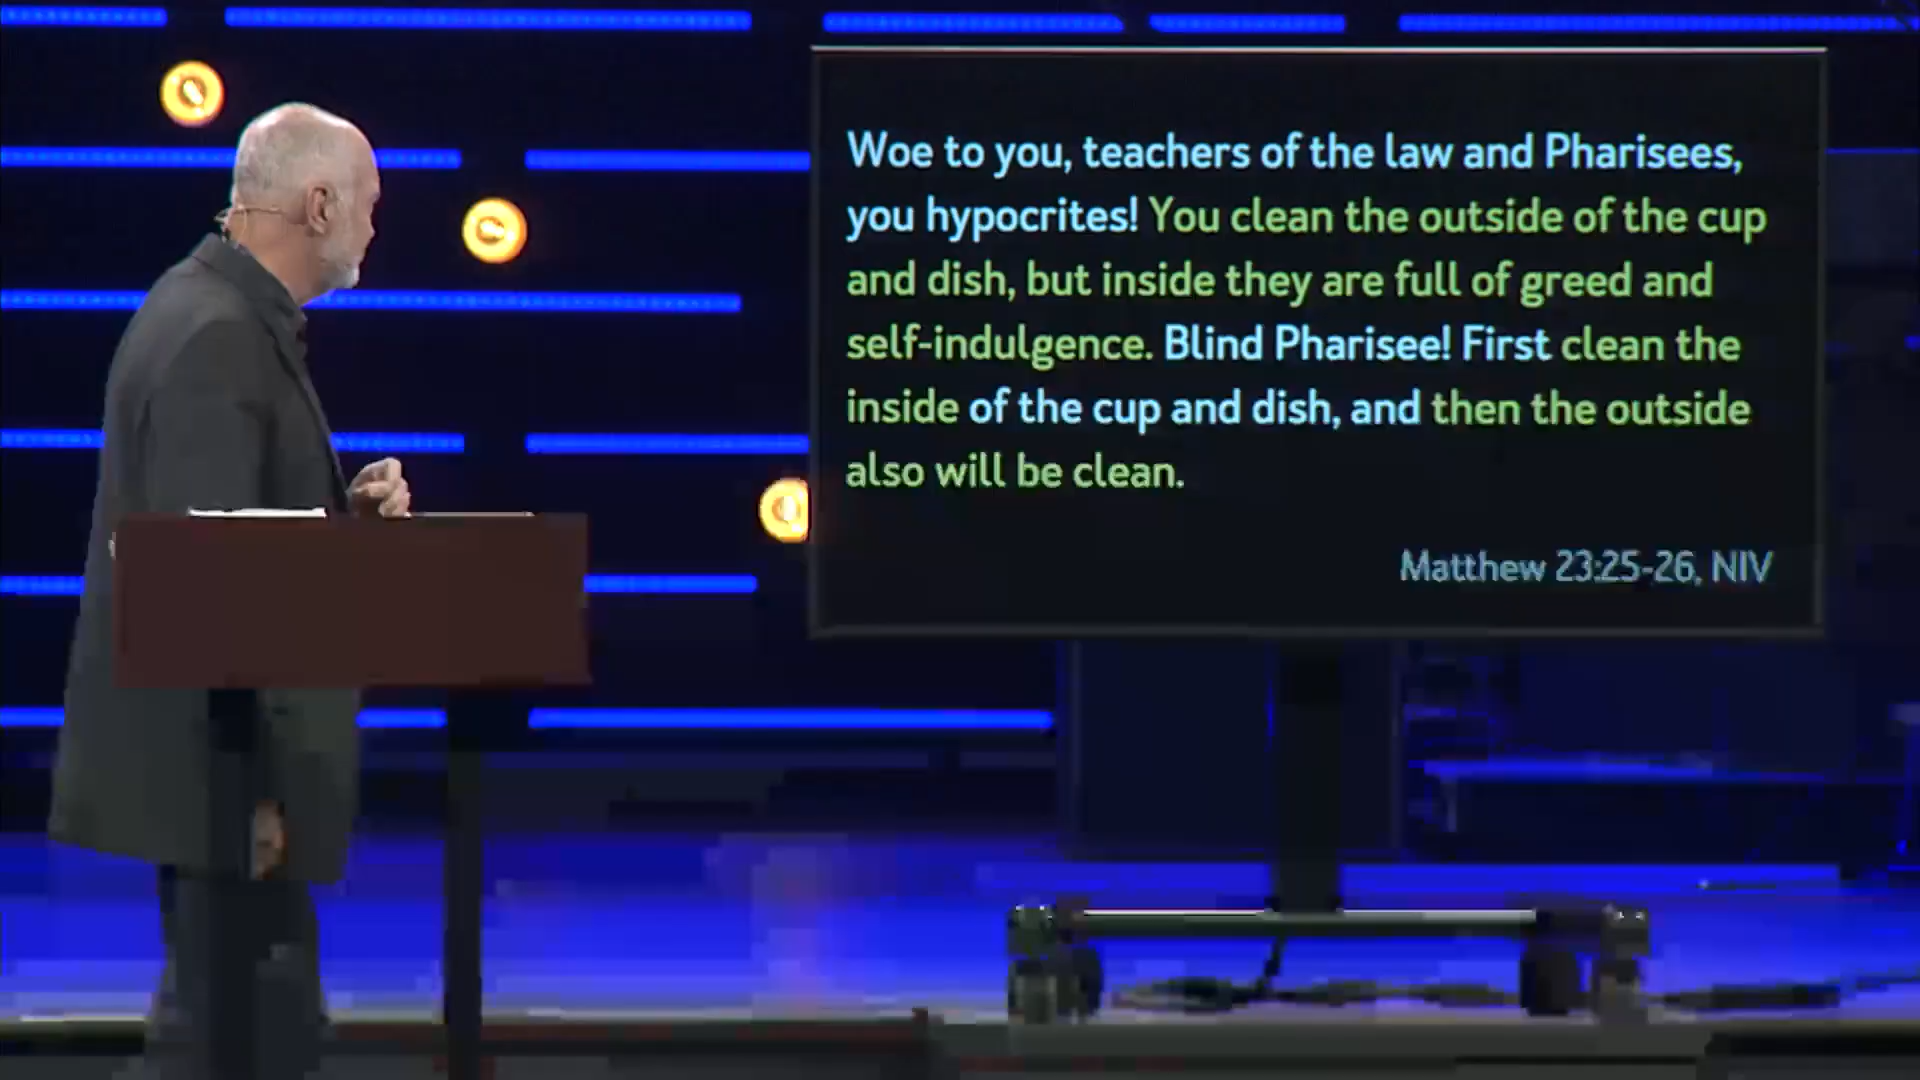 Woe to you, teachers of the law and Pharisees,
you hypocrites! You clean the outside of the cup
and dish, but inside they are full of greed and
self-indulgence. Blind Pharisee! First clean the
inside of the cup and dish, and then the outside
also will be clean.
Matthew 23:25-26, NIV